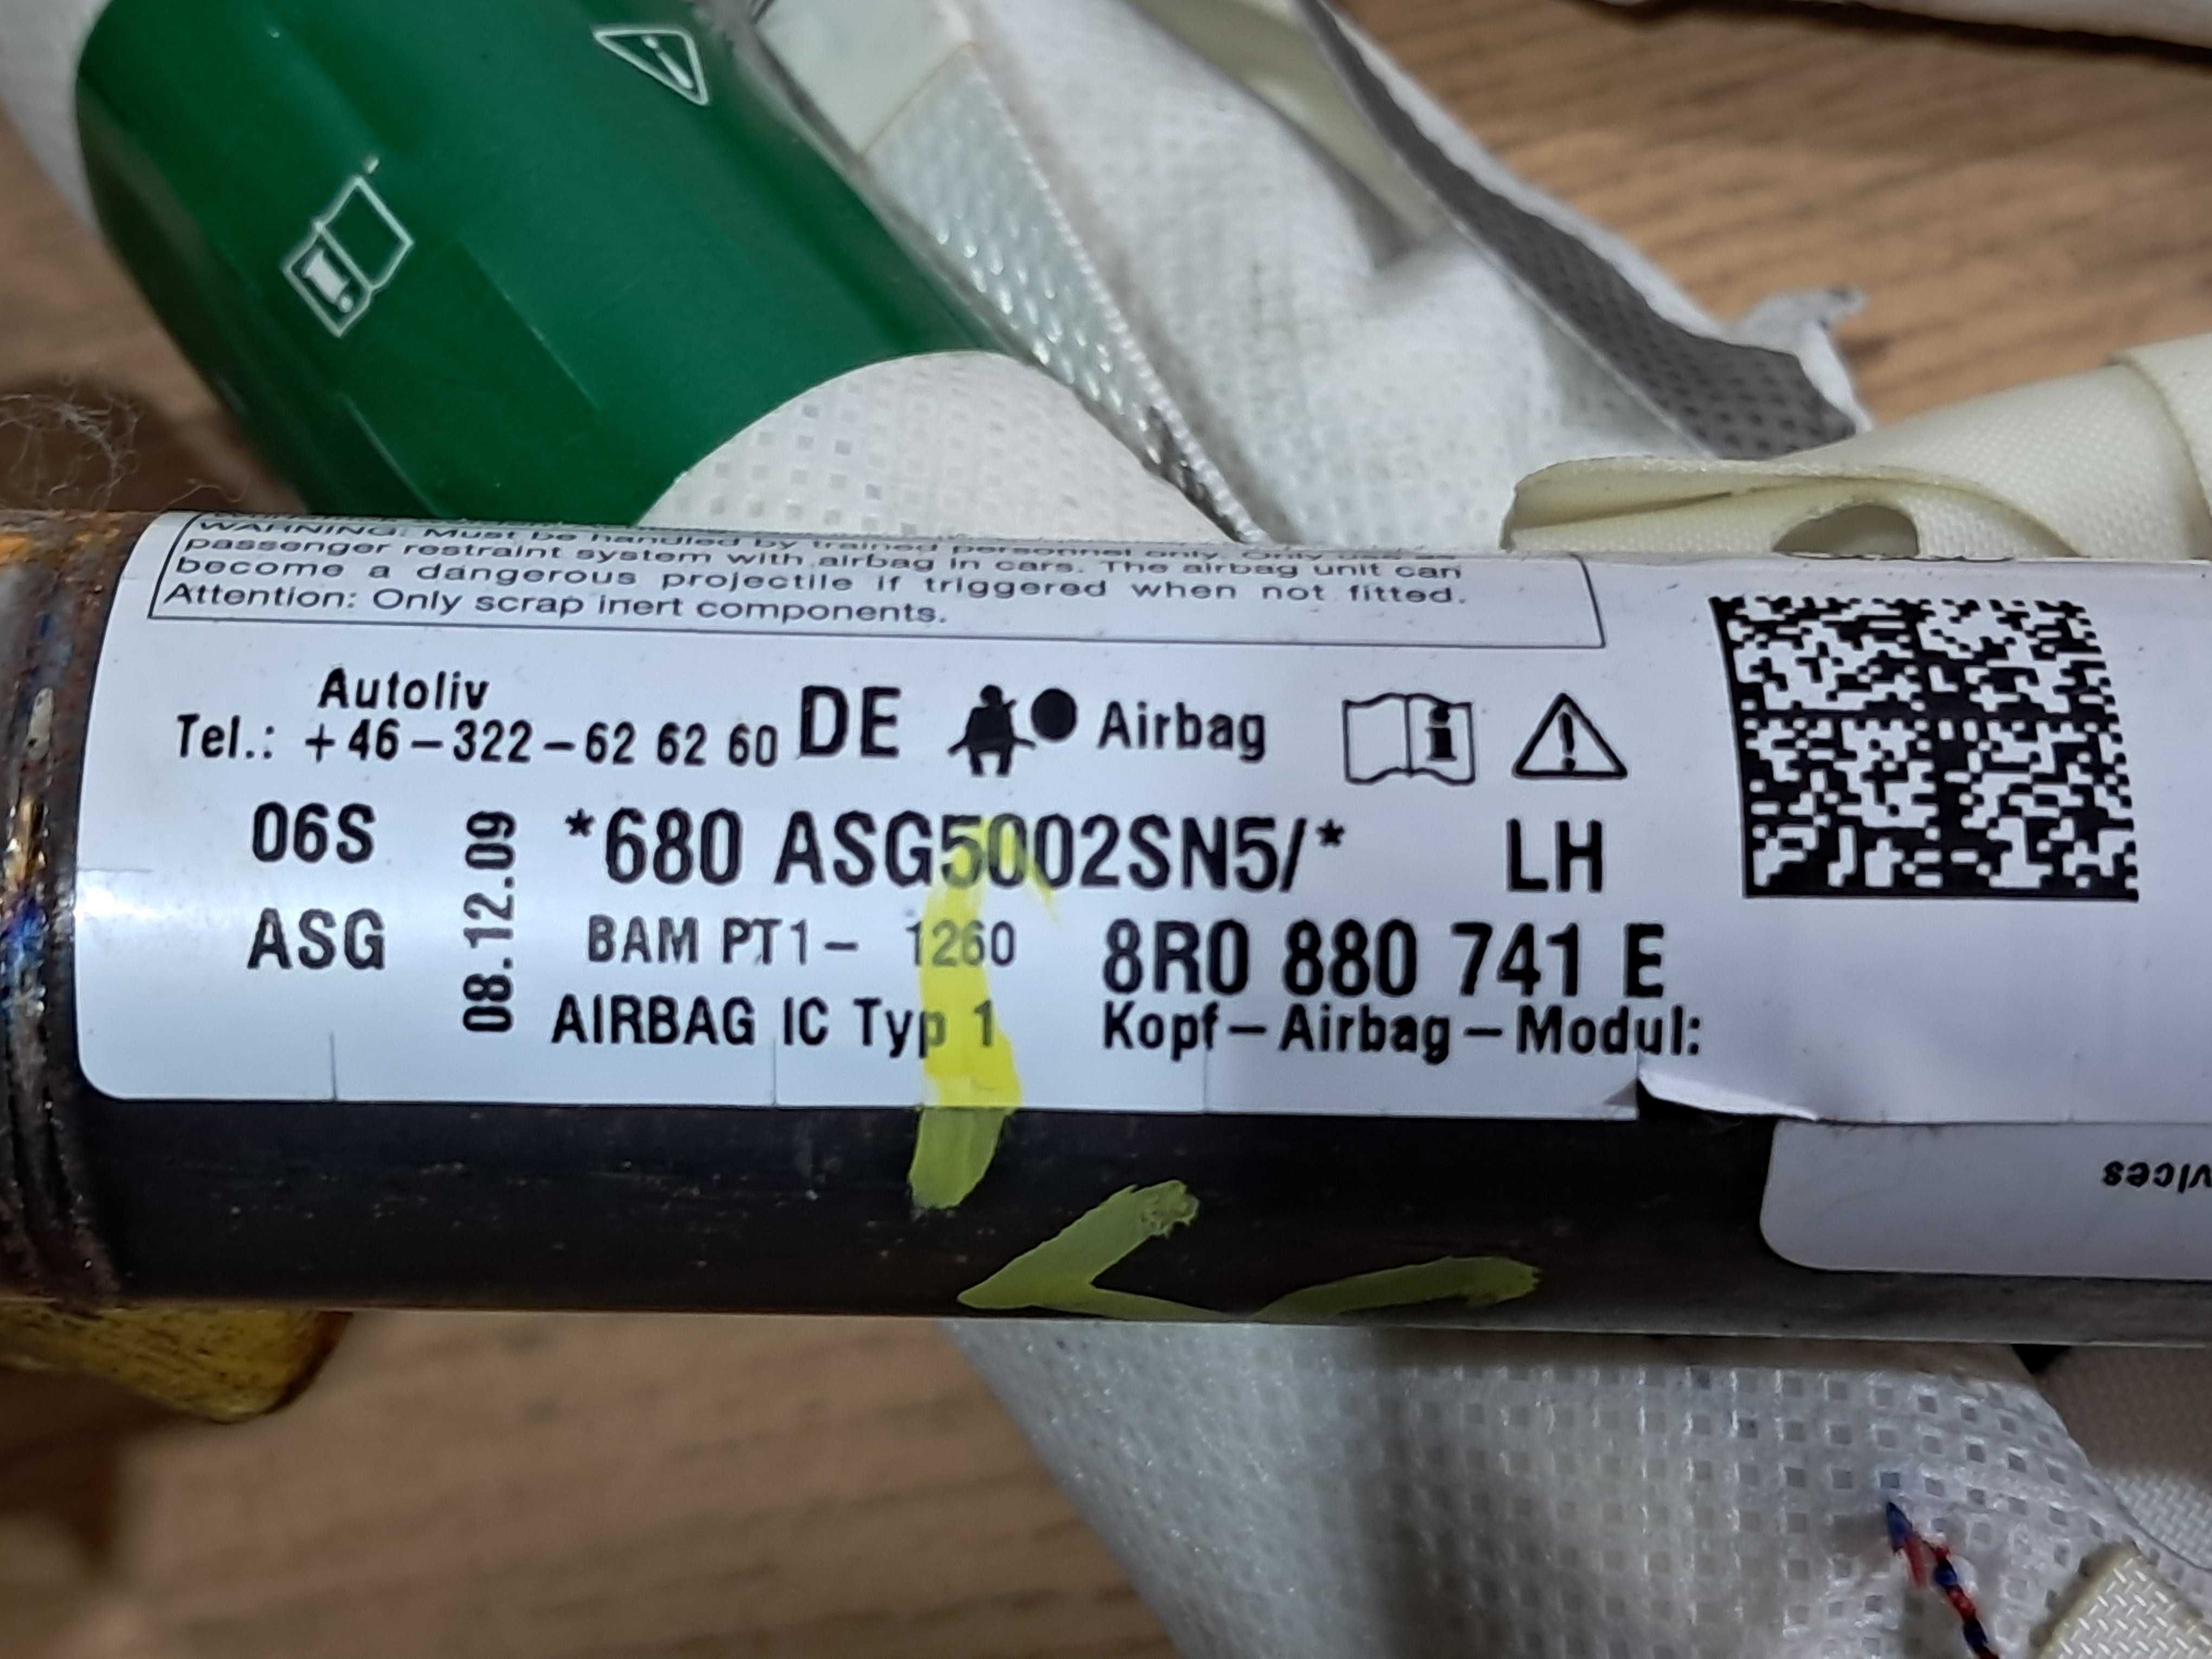 WARNING: Must be handled by trained personnel only. Only use as
passenger restraint system with airbag in cars. The airbag unit can
become a dangerous projectile if triggered when not fitted.
Attention: Only scrap inert components.
Autoliv
Tel.: +46-322-62 62 60 DE Airbag
06S *680 ASG5002SN5/* LH
ASG 08.12.09 BAM PT1- 1260 8R0 880 741 E
AIRBAG IC Typ 1 Kopf-Airbag-Modul:
vices